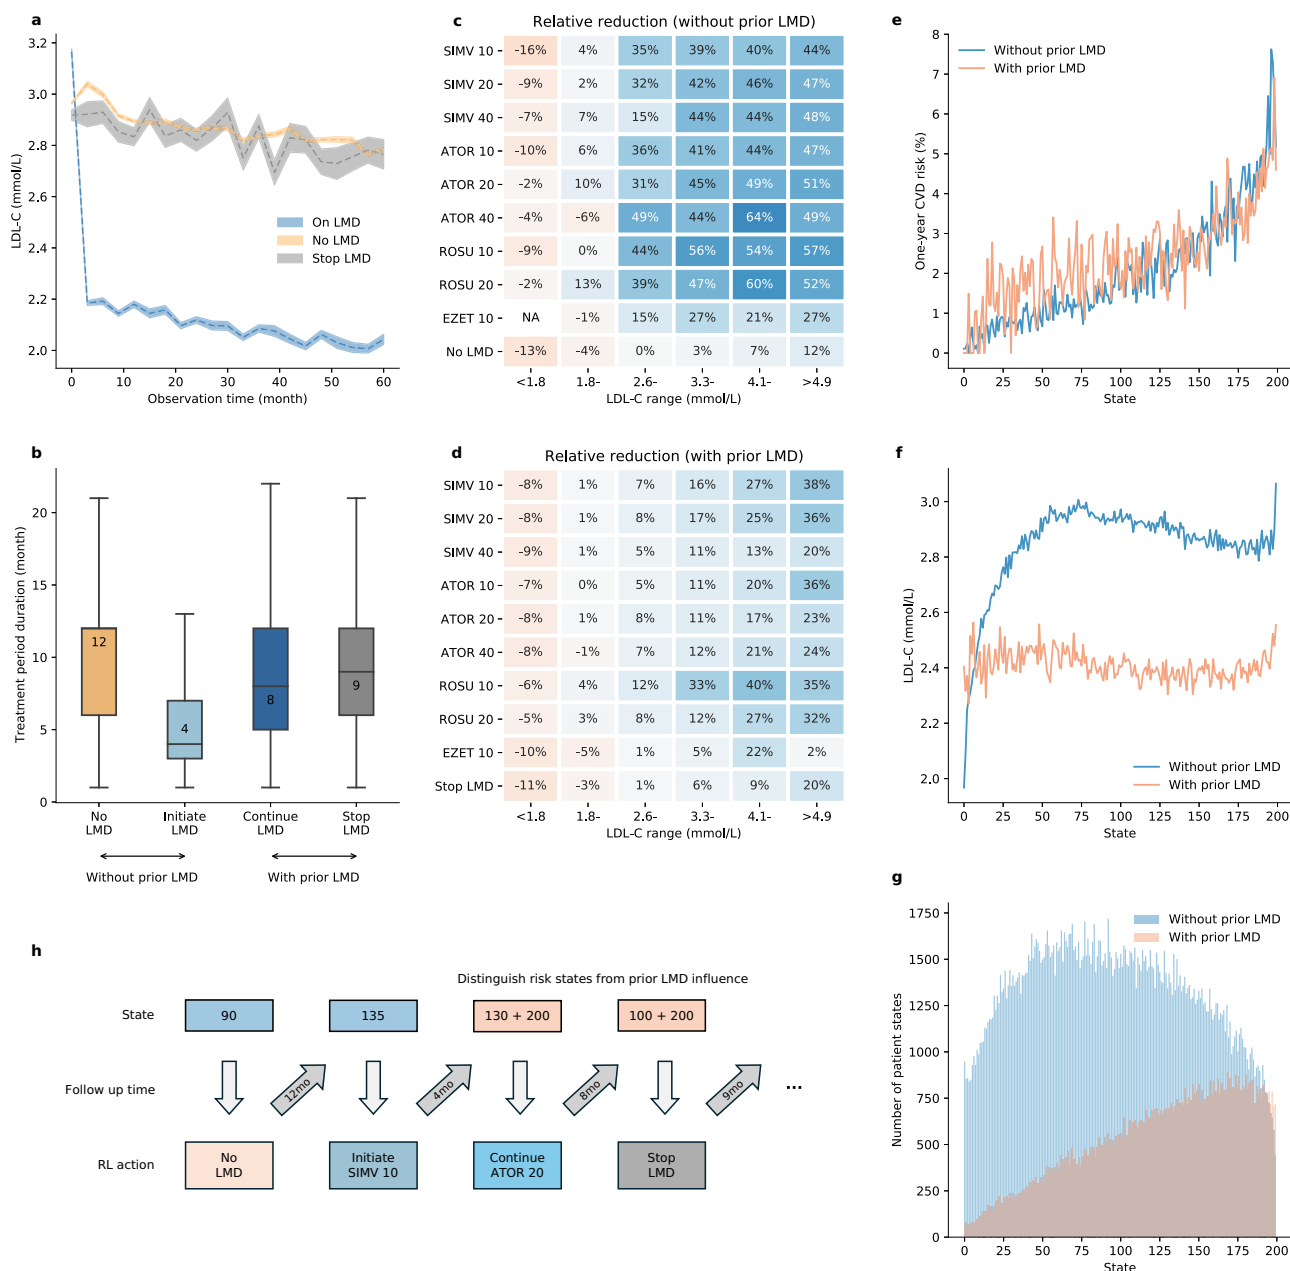 a
3.2
3.0
2.8
2.6
2.4
2.2
2.0
LDL-C (mmol/L)
On LMD
No LMD
Stop LMD
0 10 20 30 40 50 60
Observation time (month)
c
Relative reduction (without prior LMD)
SIMV 10 -16% 4% 35% 39% 40% 44%
SIMV 20 -9% 2% 32% 42% 46% 47%
SIMV 40 -7% 7% 15% 44% 44% 48%
ATOR 10 -10% 6% 36% 41% 44% 47%
ATOR 20 -2% 10% 31% 45% 49% 51%
ATOR 40 -4% -6% 49% 44% 64% 49%
ROSU 10 -9% 0% 44% 56% 54% 57%
ROSU 20 -2% 13% 39% 47% 60% 52%
EZET 10 NA -1% 15% 27% 21% 27%
No LMD -13% -4% 0% 3% 7% 12%
<1.8 1.8- 2.6- 3.3- 4.1- >4.9
LDL-C range (mmol/L)
e
8
7
6
5
4
3
2
1
0
One-year CVD risk (%)
Without prior LMD
With prior LMD
0 25 50 75 100 125 150 175 200
State
b
20
15
10
5
0
Treatment period duration (month)
12
4
8
9
No LMD
Initiate LMD
Continue LMD
Stop LMD
Without prior LMD
With prior LMD
d
Relative reduction (with prior LMD)
SIMV 10 -8% 1% 7% 16% 27% 38%
SIMV 20 -8% 1% 8% 17% 25% 36%
SIMV 40 -9% 1% 5% 11% 13% 20%
ATOR 10 -7% 0% 5% 11% 20% 36%
ATOR 20 -8% 1% 8% 11% 17% 23%
ATOR 40 -8% -1% 7% 12% 21% 24%
ROSU 10 -6% 4% 12% 33% 40% 35%
ROSU 20 -5% 3% 8% 12% 27% 32%
EZET 10 -10% -5% 1% 5% 22% 2%
Stop LMD -11% -3% 1% 6% 9% 20%
<1.8 1.8- 2.6- 3.3- 4.1- >4.9
LDL-C range (mmol/L)
f
3.0
2.8
2.6
2.4
2.2
2.0
LDL-C (mmol/L)
Without prior LMD
With prior LMD
0 25 50 75 100 125 150 175 200
State
g
1750
1500
1250
1000
750
500
250
0
Number of patient states
Without prior LMD
With prior LMD
0 25 50 75 100 125 150 175 200
State
h
Distinguish risk states from prior LMD influence
State 90 135 130 + 200 100 + 200
Follow up time 12mo 4mo 8mo 9mo ...
RL action
No
LMD
Initiate
SIMV 10
Continue
ATOR 20
Stop
LMD